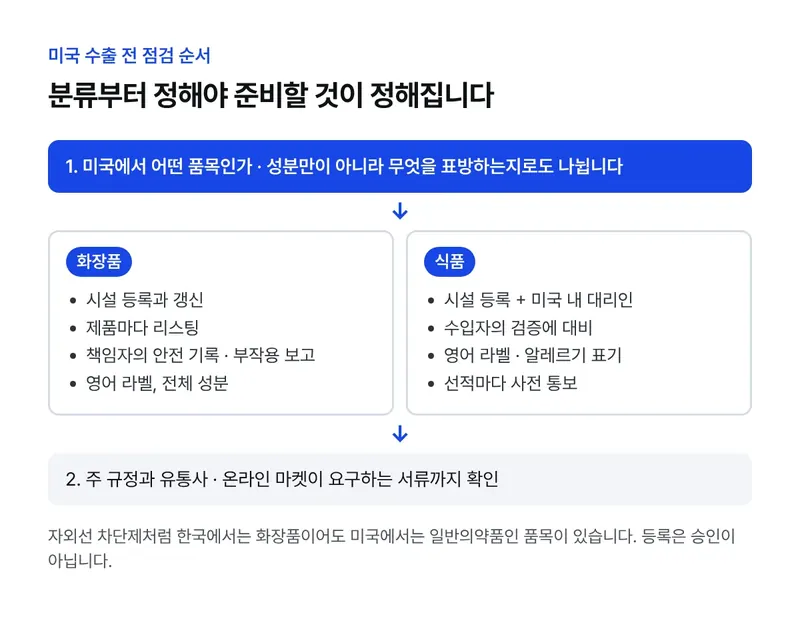 미국 수출 전 점검 순서
분류부터 정해야 준비할 것이 정해집니다
1. 미국에서 어떤 품목인가 · 성분만이 아니라 무엇을 표방하는지로도 나뉩니다
↓
화장품
• 시설 등록과 갱신
• 제품마다 리스팅
• 책임자의 안전 기록 · 부작용 보고
• 영어 라벨, 전체 성분
식품
• 시설 등록 + 미국 내 대리인
• 수입자의 검증에 대비
• 영어 라벨 · 알레르기 표기
• 선적마다 사전 통보
↓
2. 주 규정과 유통사 · 온라인 마켓이 요구하는 서류까지 확인
자외선 차단제처럼 한국에서는 화장품이어도 미국에서는 일반의약품인 품목이 있습니다. 등록은 승인이
아닙니다.